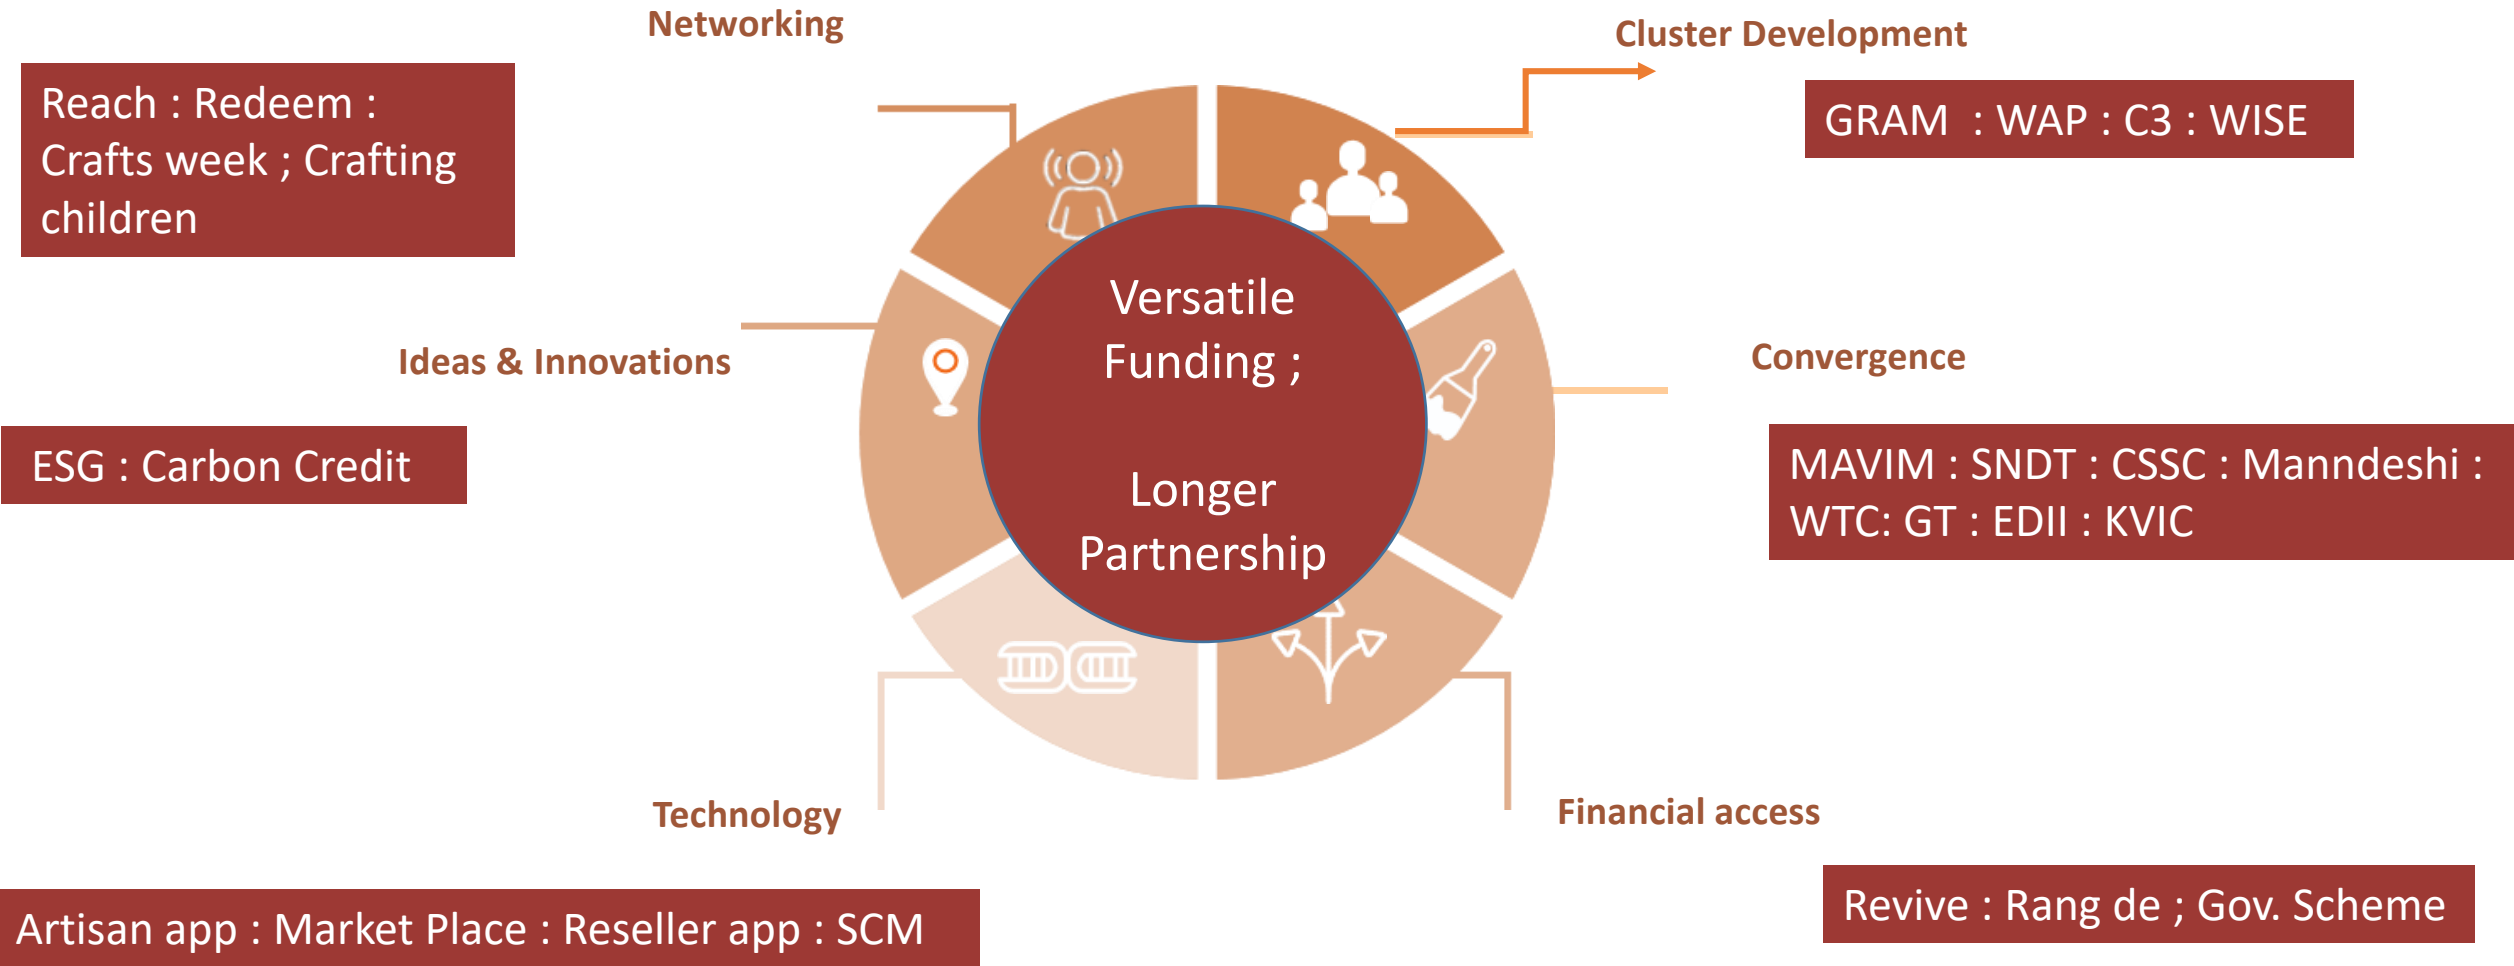 Networking
Cluster Development
Reach : Redeem :
Crafts week ; Crafting
children
GRAM : WAP : C3 : WISE
Versatile
Funding ;
Longer
Partnership
Ideas & Innovations
Convergence
ESG : Carbon Credit
MAVIM : SNDT : CSSC : Manndeshi :
WTC: GT : EDII : KVIC
Technology
Financial access
Artisan app : Market Place : Reseller app : SCM
Revive : Rang de ; Gov. Scheme